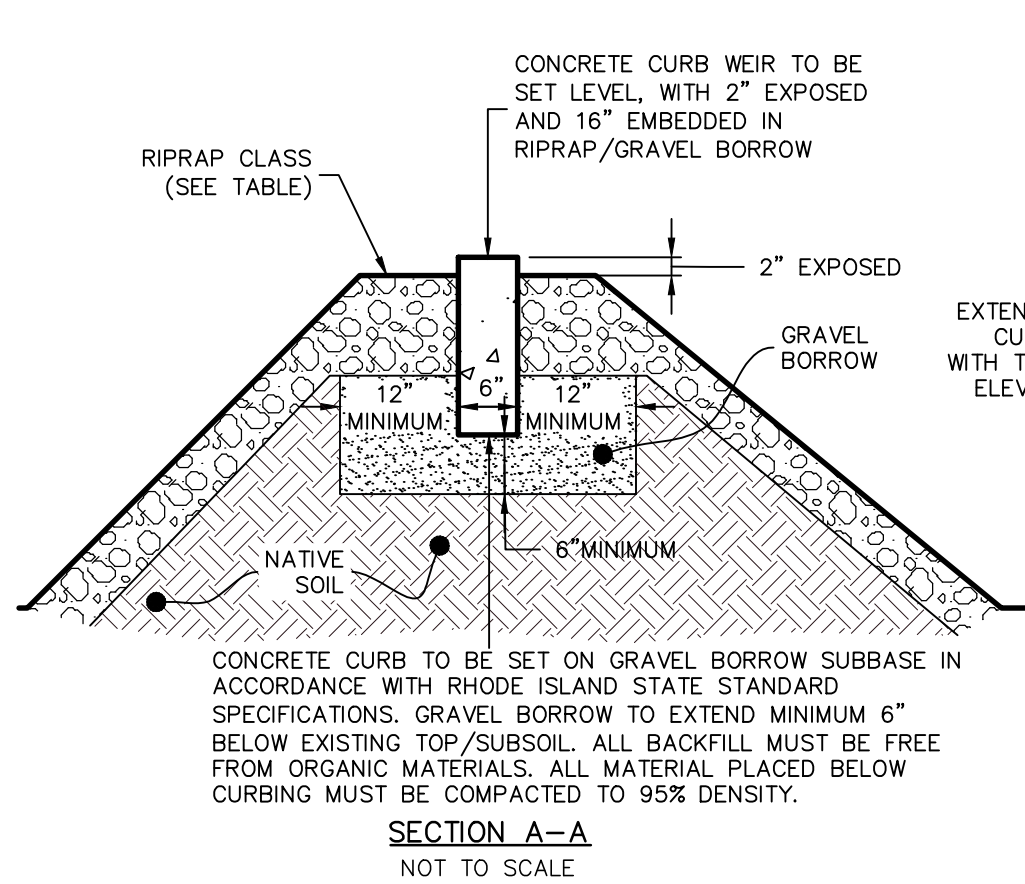 CONCRETE CURB WEIR TO BE
SET LEVEL, WITH 2” EXPOSED
AND 16” EMBEDDED IN
RIPRAP/GRAVEL BORROW
RIPRAP CLASS
(SEE TABLE)
2” EXPOSED
GRAVEL
BORROW
WITH
12”
MINIMUM
6”
12”
MINIMUM
6”MINIMUM
NATIVE
SOIL
CONCRETE CURB TO BE SET ON GRAVEL BORROW SUBBASE IN
ACCORDANCE WITH RHODE ISLAND STATE STANDARD
SPECIFICATIONS. GRAVEL BORROW TO EXTEND MINIMUM 6”
BELOW EXISTING TOP/SUBSOIL. ALL BACKFILL MUST BE FREE
FROM ORGANIC MATERIALS. ALL MATERIAL PLACED BELOW
CURBING MUST BE COMPACTED TO 95% DENSITY.
SECTION A-A
NOT TO SCALE